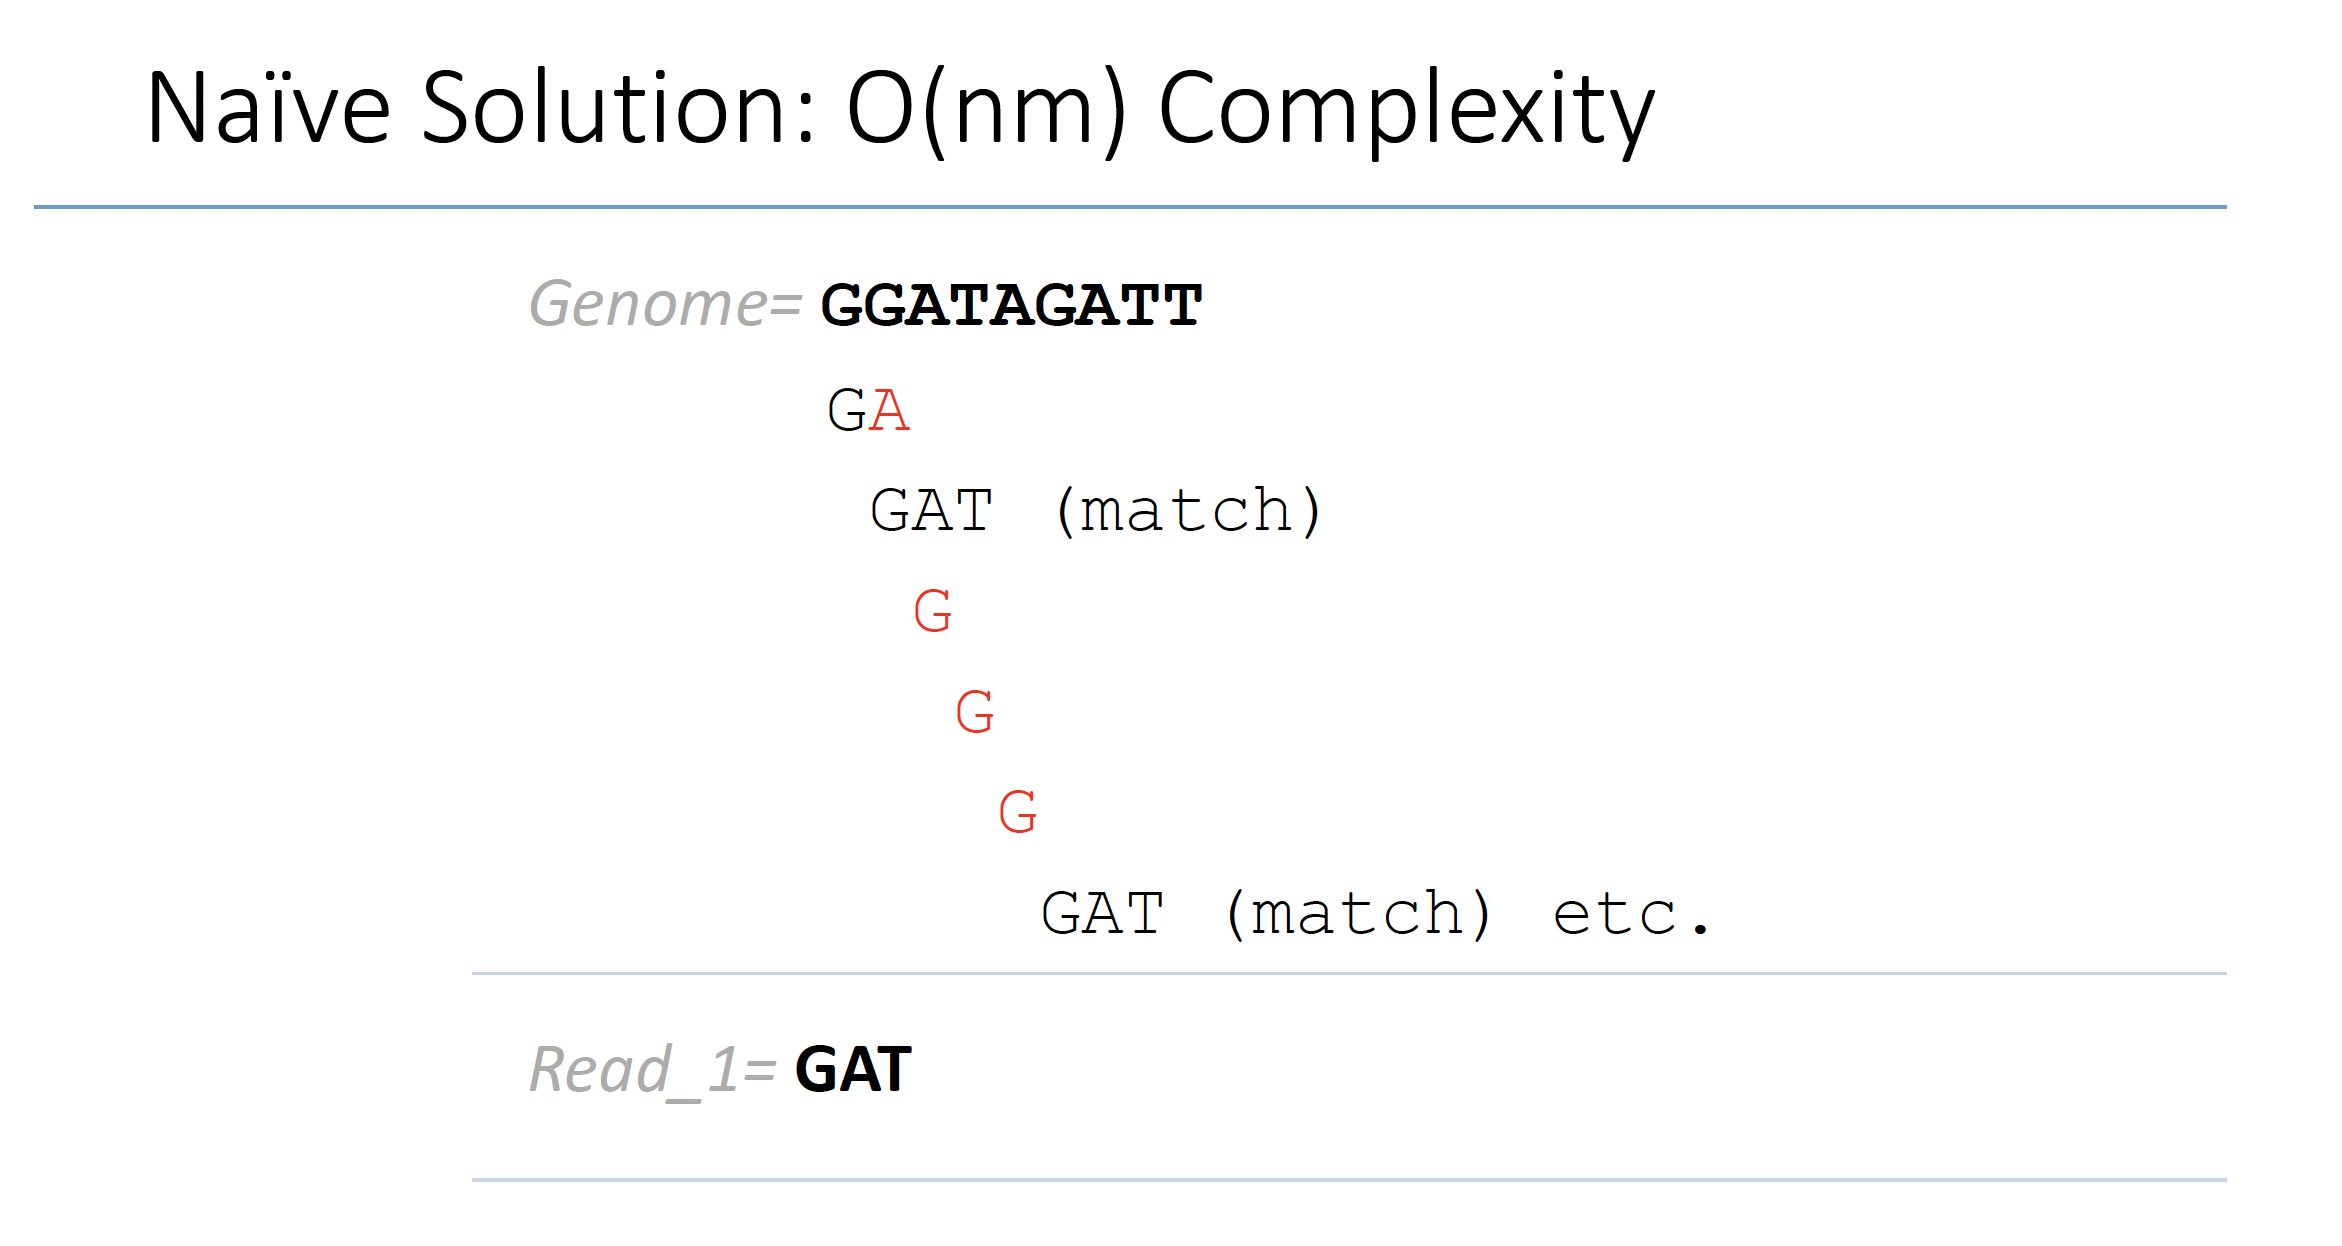 Naïve Solution: O(nm) Complexity
Genome= GGATAGATT
GA
GAT (match)
G
G
G
GAT (match) etc.
Read_1= GAT